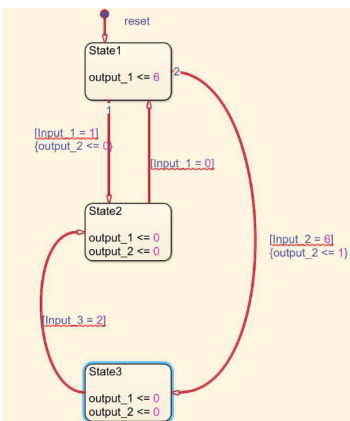 reset
State1
output_1 <= 6
2
1
[Input_1 = 1]
{output_2 <= 0}
[Input_1 = 0]
State2
output_1 <= 0
output_2 <= 0
[Input_2 = 6]
{output_2 <= 1}
[Input_3 = 2]
State3
output_1 <= 0
output_2 <= 0